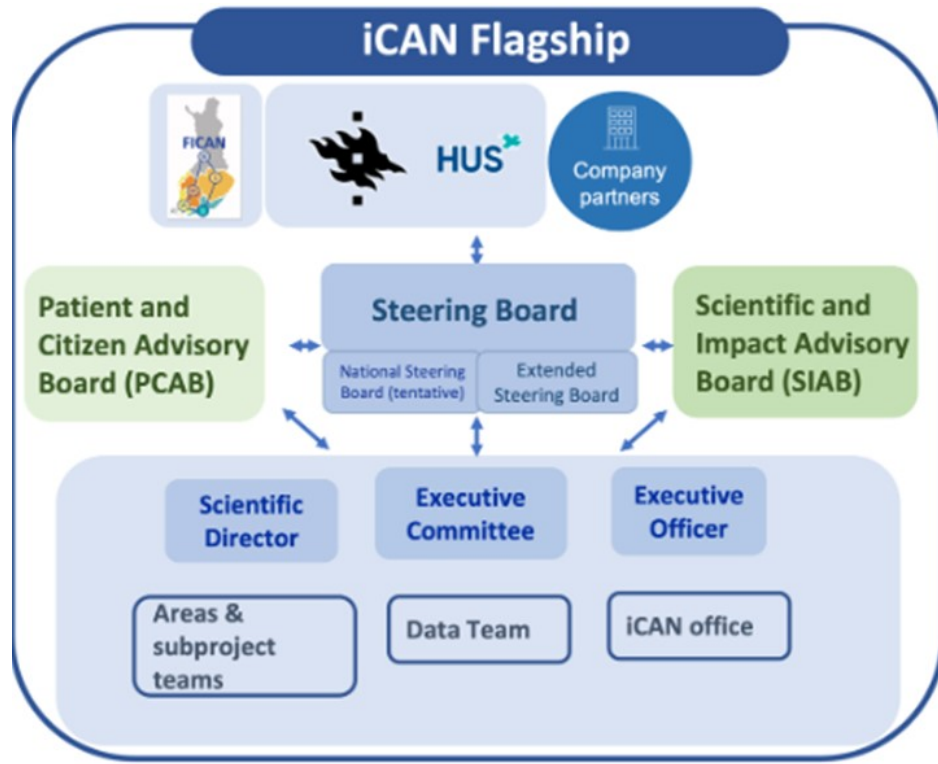 iCAN Flagship
FICAN
HUS
Company
partners
Patient and
Citizen Advisory
Board (PCAB)
Steering Board
National Steering
Board (tentative)
Extended
Steering Board
Scientific and
Impact Advisory
Board (SIAB)
Scientific
Director
Executive
Committee
Executive
Officer
Areas &
subproject
teams
Data Team
iCAN office